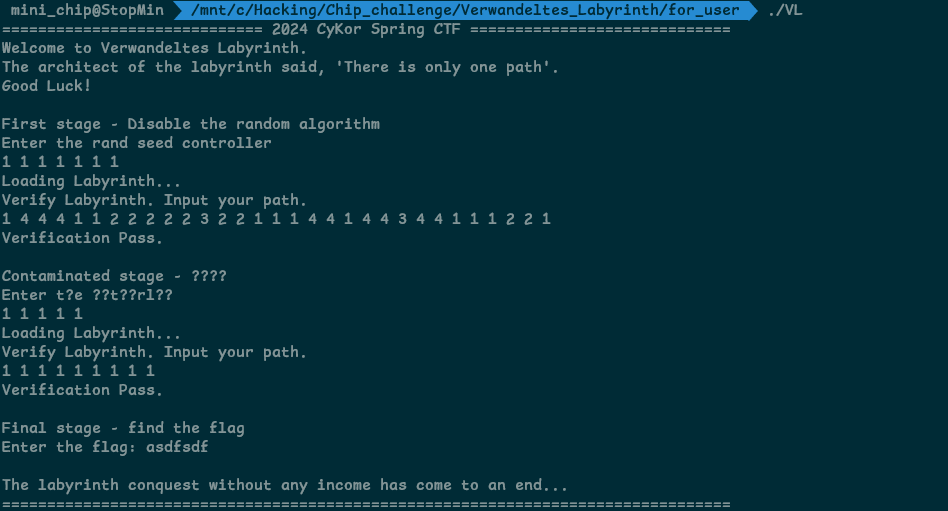 mini_chip@StopMin /mnt/c/Hacking/Chip_challenge/Verwandeltes_Labyrinth/for_user ./VL
============================= 2024 CyKor Spring CTF =============================
Welcome to Verwandeltes Labyrinth.
The architect of the labyrinth said, 'There is only one path'.
Good Luck!
First stage - Disable the random algorithm
Enter the rand seed controller
1 1 1 1 1 1 1
Loading Labyrinth...
Verify Labyrinth. Input your path.
1 4 4 4 1 1 2 2 2 2 2 3 2 2 1 1 1 4 4 1 4 4 3 4 4 1 1 1 2 2 1
Verification Pass.
Contaminated stage - ????
Enter t?e ??t??rl??
1 1 1 1 1
Loading Labyrinth...
Verify Labyrinth. Input your path.
1 1 1 1 1 1 1 1 1
Verification Pass.
Final stage - find the flag
Enter the flag: asdfsdf
The labyrinth conquest without any income has come to an end...
=================================================================================